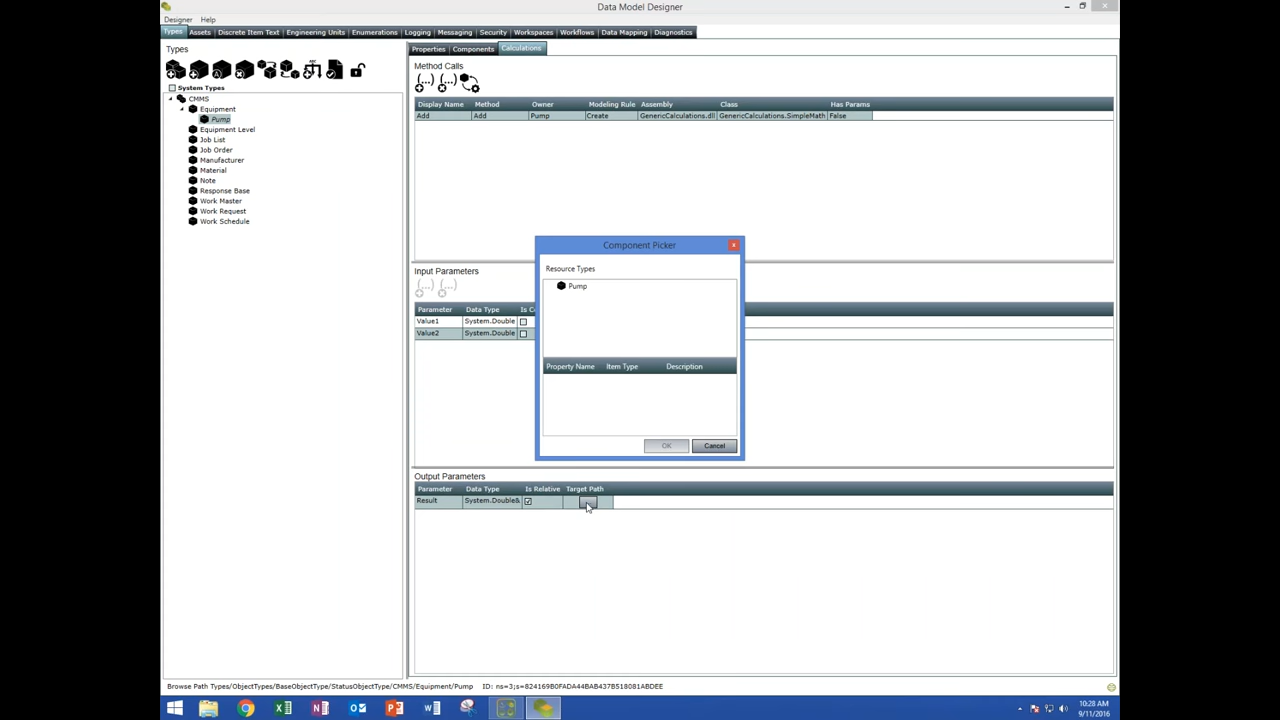 Data Model Designer
Designer Help
Types Assets Discrete Item Text Engineering Units Enumerations Logging Messaging Security Workspaces Workflows Data Mapping Diagnostics
Types
System Types
CMMS
Equipment
Pump
Equipment Level
Job List
Job Order
Manufacturer
Material
Note
Response Base
Work Master
Work Request
Work Schedule
Properties Components Calculations
Method Calls
Display Name Method Owner Modeling Rule Assembly Class Has Params
Add Add Pump Create GenericCalculations.dll GenericCalculations.SimpleMath False
Component Picker
Resource Types
Pump
Property Name Item Type Description
OK Cancel
Input Parameters
Parameter Data Type
Value1 System.Double
Value2 System.Double
Output Parameters
Parameter Data Type Is Relative Target Path
Result System.Double&
Browse Path Types/ObjectTypes/BaseObjectType/StatusObjectType/CMMS/Equipment/Pump ID: ns=3;s=824169B0FADA44BAB437B518081ABDEE
10:28 AM
9/11/2016